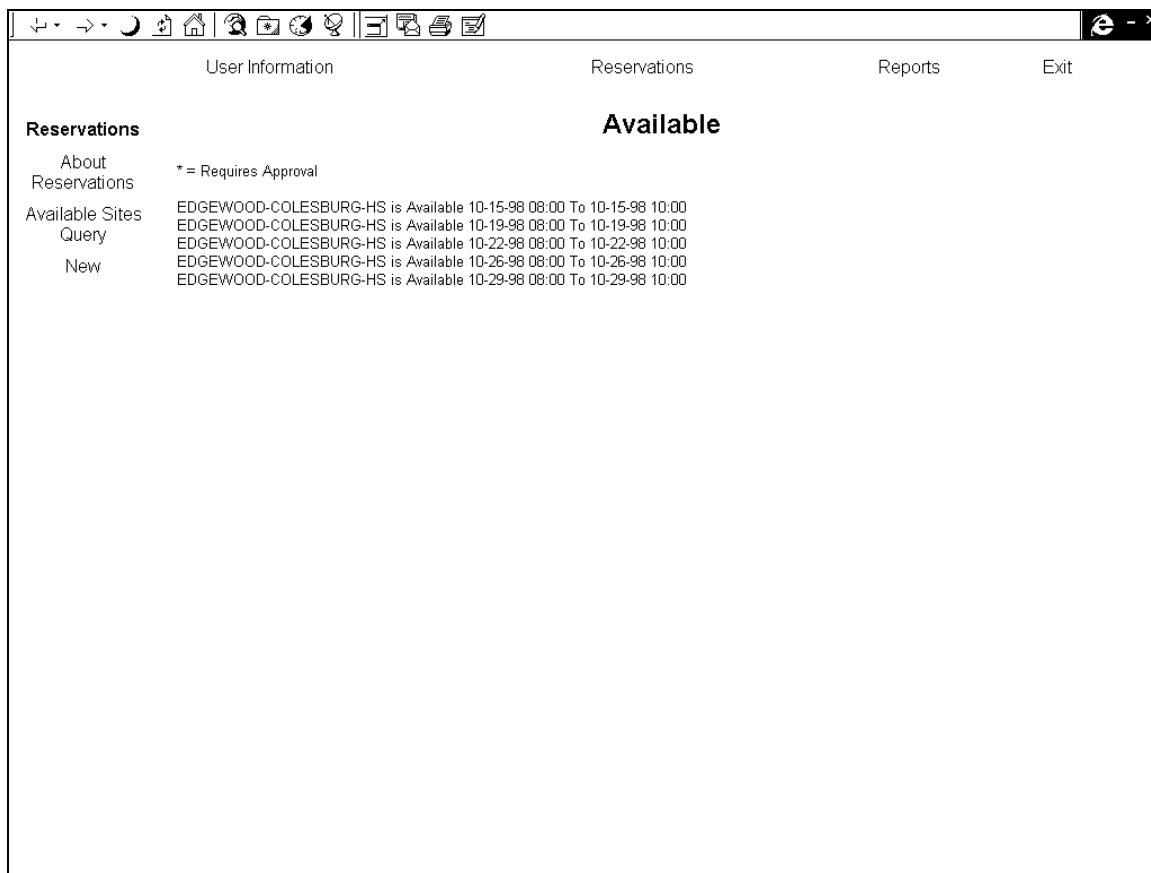 User Information Reservations Reports Exit
Available
Reservations
About
Reservations
Available Sites
Query
New
* = Requires Approval
EDGEWOOD-COLESBURG-HS is Available 10-15-98 08:00 To 10-15-98 10:00
EDGEWOOD-COLESBURG-HS is Available 10-19-98 08:00 To 10-19-98 10:00
EDGEWOOD-COLESBURG-HS is Available 10-22-98 08:00 To 10-22-98 10:00
EDGEWOOD-COLESBURG-HS is Available 10-26-98 08:00 To 10-26-98 10:00
EDGEWOOD-COLESBURG-HS is Available 10-29-98 08:00 To 10-29-98 10:00